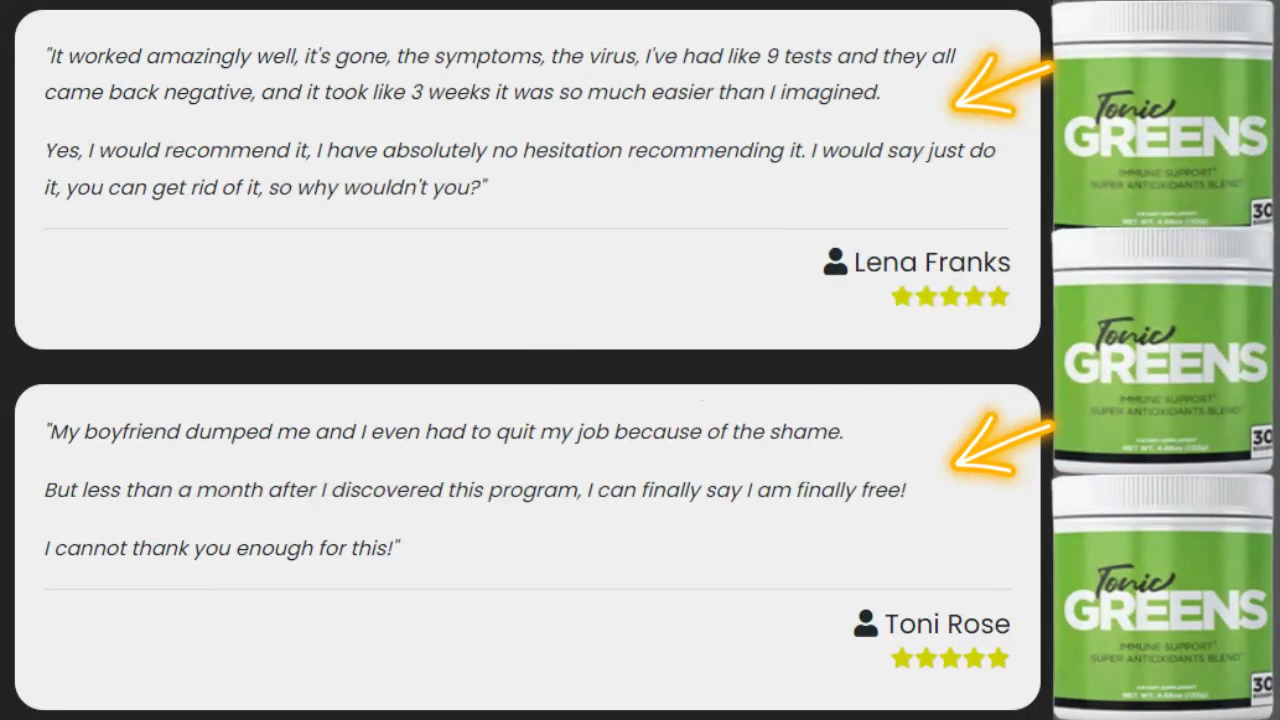 "It worked amazingly well, it's gone, the symptoms, the virus, I've had like 9 tests and they all
came back negative, and it took like 3 weeks it was so much easier than I imagined.
Yes, I would recommend it, I have absolutely no hesitation recommending it. I would say just do
it, you can get rid of it, so why wouldn't you?"
Lena Franks
"My boyfriend dumped me and I even had to quit my job because of the shame.
But less than a month after I discovered this program, I can finally say I am finally free!
I cannot thank you enough for this!"
Toni Rose
Tonic
GREENS
IMMUNE SUPPORT*
SUPER ANTIOXIDANTS BLEND*
DIETARY SUPPLEMENT
30
Tonic
GREENS
IMMUNE SUPPORT*
SUPER ANTIOXIDANTS BLEND*
DIETARY SUPPLEMENT
30
Tonic
GREENS
IMMUNE SUPPORT*
SUPER ANTIOXIDANTS BLEND*
DIETARY SUPPLEMENT
30